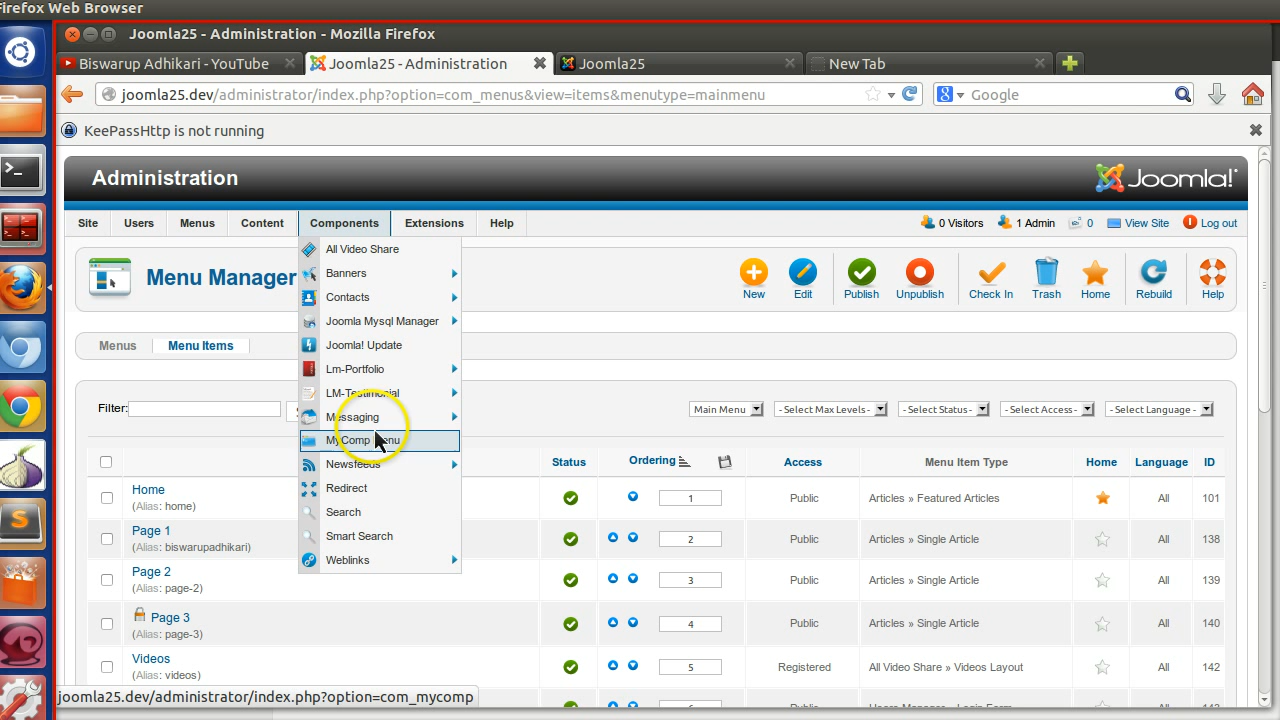 Firefox Web Browser
Joomla25 - Administration - Mozilla Firefox
Biswarup Adhikari - YouTube
Joomla25 - Administration
Joomla25
New Tab
joomla25.dev/administrator/index.php?option=com_menus&view=items&menutype=mainmenu
Google
KeePassHttp is not running
Administration
Joomla!
Site Users Menus Content Components Extensions Help
0 Visitors 1 Admin 0 View Site Log out
Menu Manager
New Edit Publish Unpublish Check In Trash Home Rebuild Help
Menus Menu Items
All Video Share
Banners
Contacts
Joomla Mysql Manager
Joomla! Update
Lm-Portfolio
LM-Testimonial
Messaging
MyComp Menu
Newsfeeds
Redirect
Search
Smart Search
Weblinks
Filter:
Main Menu - Select Max Levels - - Select Status - - Select Access - - Select Language -
Status Ordering Access Menu Item Type Home Language ID
Home
(Alias: home)
1 Public Articles » Featured Articles All 101
Page 1
(Alias: biswarupadhikari)
2 Public Articles » Single Article All 138
Page 2
(Alias: page-2)
3 Public Articles » Single Article All 139
Page 3
(Alias: page-3)
4 Public Articles » Single Article All 140
Videos
(Alias: videos)
5 Registered All Video Share » Videos Layout All 142
joomla25.dev/administrator/index.php?option=com_mycomp